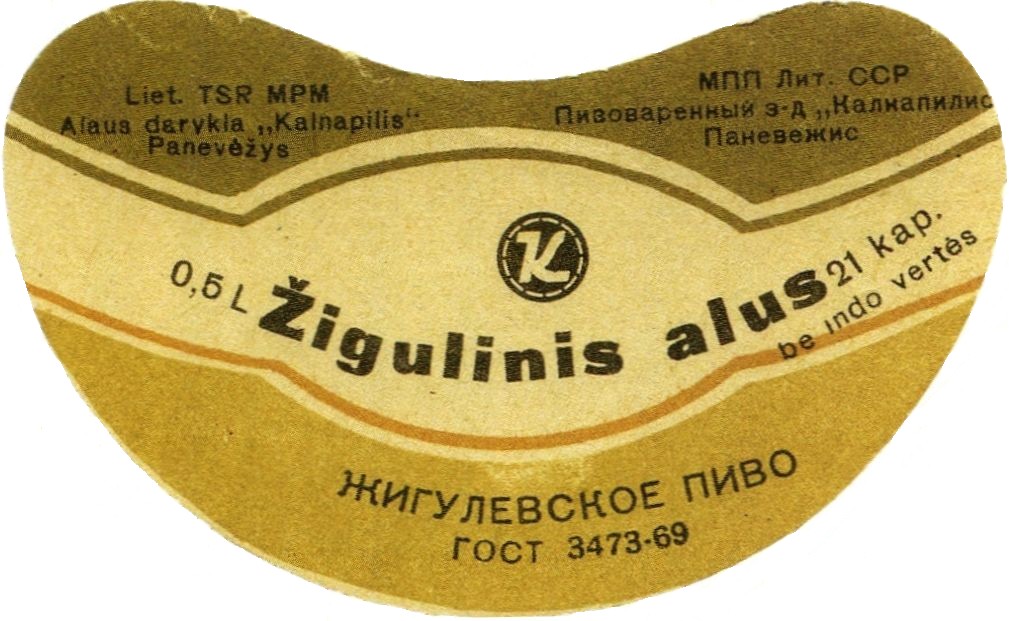 Liet. TSR MPM
Alaus darykla „Kalnapilis“
Panevėžys
МПП Лит. ССР
Пивоваренный з-д „Калнапилис
Паневежис
K
0,5 L
Žigulinis alus
21 kap.
be indo vertės
ЖИГУЛЕВСКОЕ ПИВО
ГОСТ 3473-69